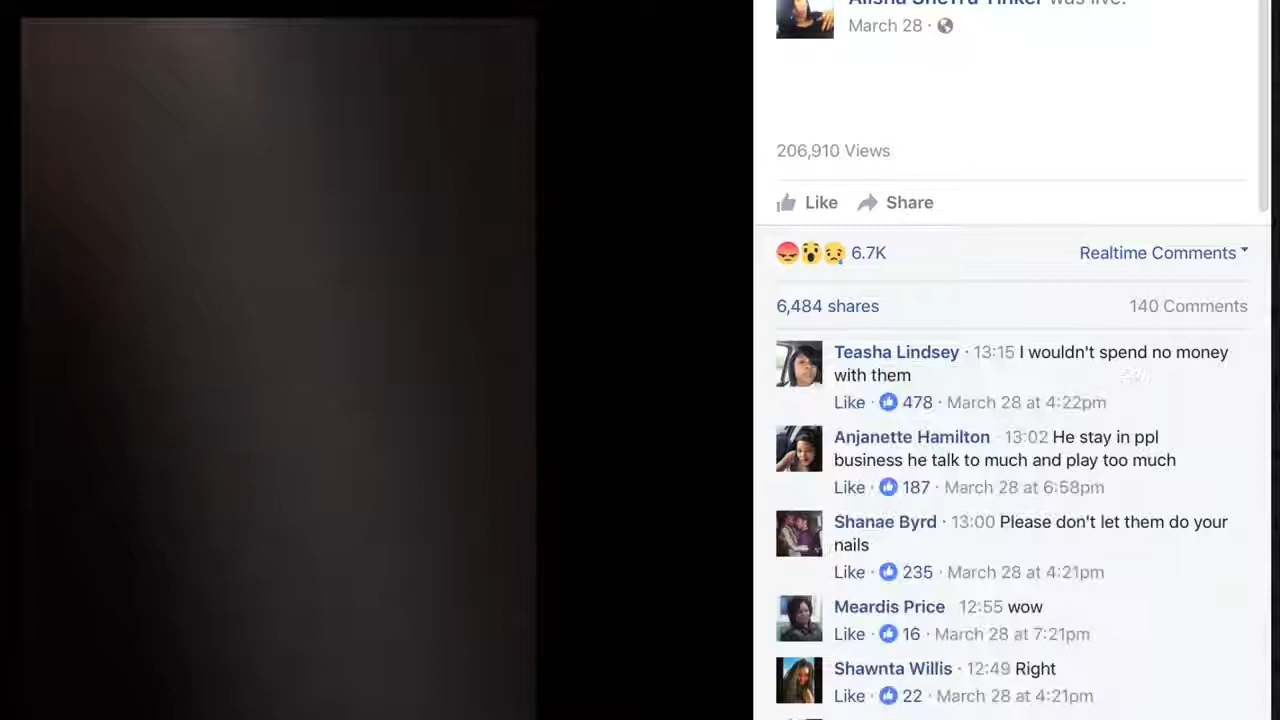 Alisha SheTra Tinker was live.
March 28 ·
206,910 Views
Like Share
6.7K Realtime Comments
6,484 shares 140 Comments
Teasha Lindsey · 13:15 I wouldn't spend no money
with them
Like · 478 · March 28 at 4:22pm
Anjanette Hamilton · 13:02 He stay in ppl
business he talk to much and play too much
Like · 187 · March 28 at 6:58pm
Shanae Byrd · 13:00 Please don't let them do your
nails
Like · 235 · March 28 at 4:21pm
Meardis Price 12:55 wow
Like · 16 · March 28 at 7:21pm
Shawnta Willis · 12:49 Right
Like · 22 · March 28 at 4:21pm